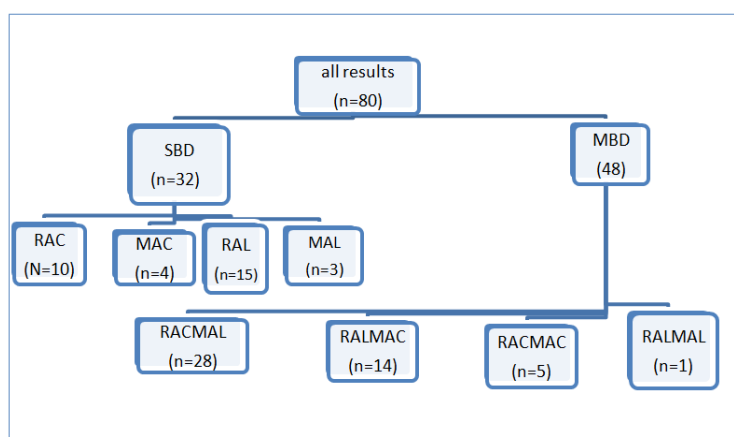 all results
(n=80)
SBD
(n=32)
MBD
(48)
RAC
(N=10)
MAC
(n=4)
RAL
(n=15)
MAL
(n=3)
RACMAL
(n=28)
RALMAC
(n=14)
RACMAC
(n=5)
RALMAL
(n=1)